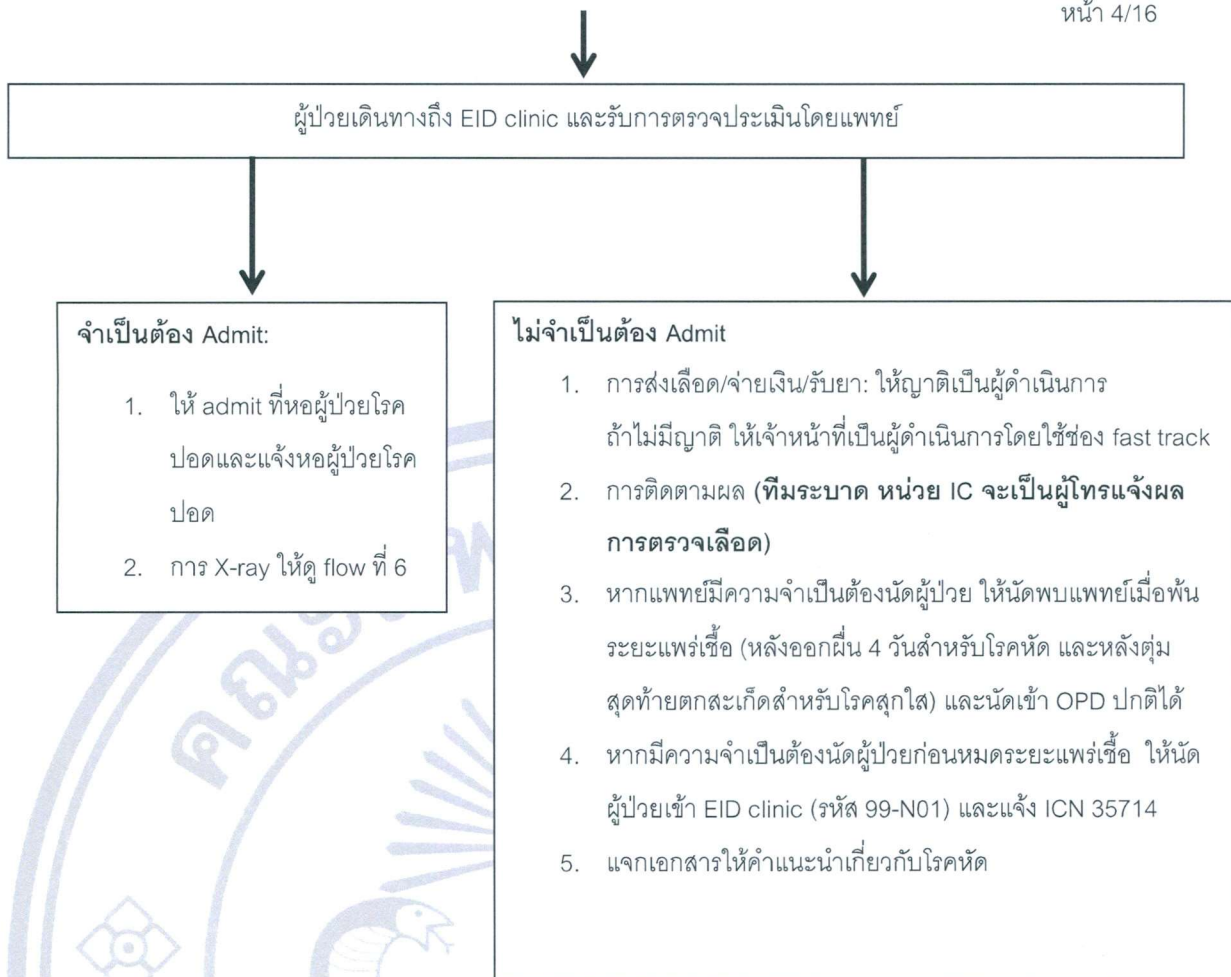 หน้า 4/16
ผู้ป่วยเดินทางถึง EID clinic และรับการตรวจประเมินโดยแพทย์
จำเป็นต้อง Admit:
1. ให้ admit ที่หอผู้ป่วยโรค
ปอดและแจ้งหอผู้ป่วยโรค
ปอด
2. การ X-ray ให้ดู flow ที่ 6
ไม่จำเป็นต้อง Admit
1. การส่งเลือด/จ่ายเงิน/รับยา: ให้ญาติเป็นผู้ดำเนินการ
ถ้าไม่มีญาติ ให้เจ้าหน้าที่เป็นผู้ดำเนินการโดยใช้ช่อง fast track
2. การติดตามผล (ทีมระบาด หน่วย IC จะเป็นผู้โทรแจ้งผล
การตรวจเลือด)
3. หากแพทย์มีความจำเป็นต้องนัดผู้ป่วย ให้นัดพบแพทย์เมื่อพ้น
ระยะแพร่เชื้อ (หลังออกผื่น 4 วันสำหรับโรคหัด และหลังตุ่ม
สุดท้ายตกสะเก็ดสำหรับโรคสุกใส) และนัดเข้า OPD ปกติได้
4. หากมีความจำเป็นต้องนัดผู้ป่วยก่อนหมดระยะแพร่เชื้อ ให้นัด
ผู้ป่วยเข้า EID clinic (รหัส 99-N01) และแจ้ง ICN 35714
5. แจกเอกสารให้คำแนะนำเกี่ยวกับโรคหัด